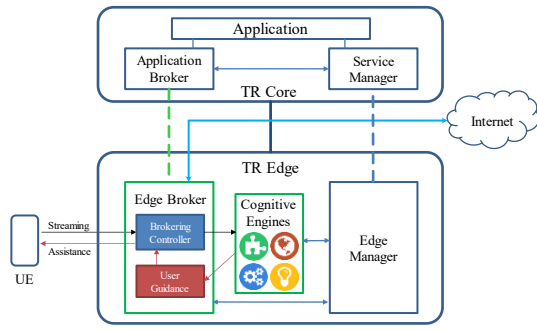 Application
Application
Broker
Service
Manager
TR Core
Internet
TR Edge
Edge Broker
Cognitive
Engines
Brokering
Controller
Streaming
Assistance
UE
User
Guidance
Edge
Manager